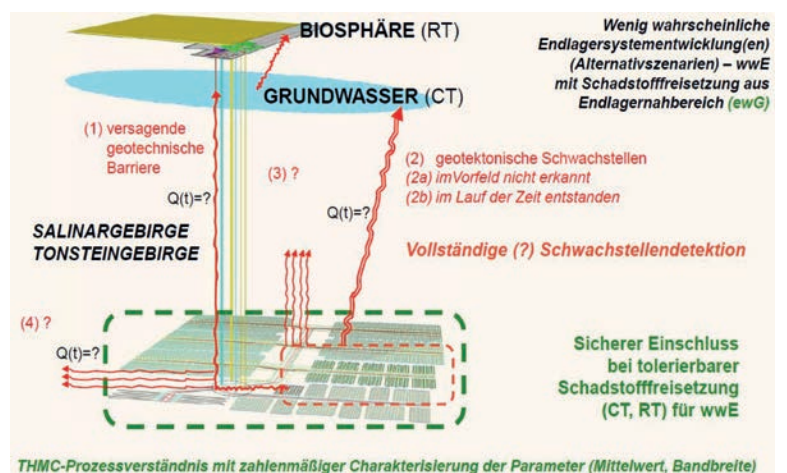 BIOSPHÄRE (RT)
Wenig wahrscheinliche
Endlagersystementwicklung(en)
(Alternativszenarien) – wwE
mit Schadstofffreisetzung aus
Endlagernahbereich (ewG)
GRUNDWASSER (CT)
(1) versagende
geotechnische
Barriere
(3) ?
(2) geotektonische Schwachstellen
(2a) imVorfeld nicht erkannt
(2b) im Lauf der Zeit entstanden
Q(t)=?
Q(t)=?
SALINARGEBIRGE
TONSTEINGEBIRGE
Vollständige (?) Schwachstellendetektion
(4) ?
Q(t)=?
Sicherer Einschluss
bei tolerierbarer
Schadstofffreisetzung
(CT, RT) für wwE
THMC-Prozessverständnis mit zahlenmäßiger Charakterisierung der Parameter (Mittelwert, Bandbreite)